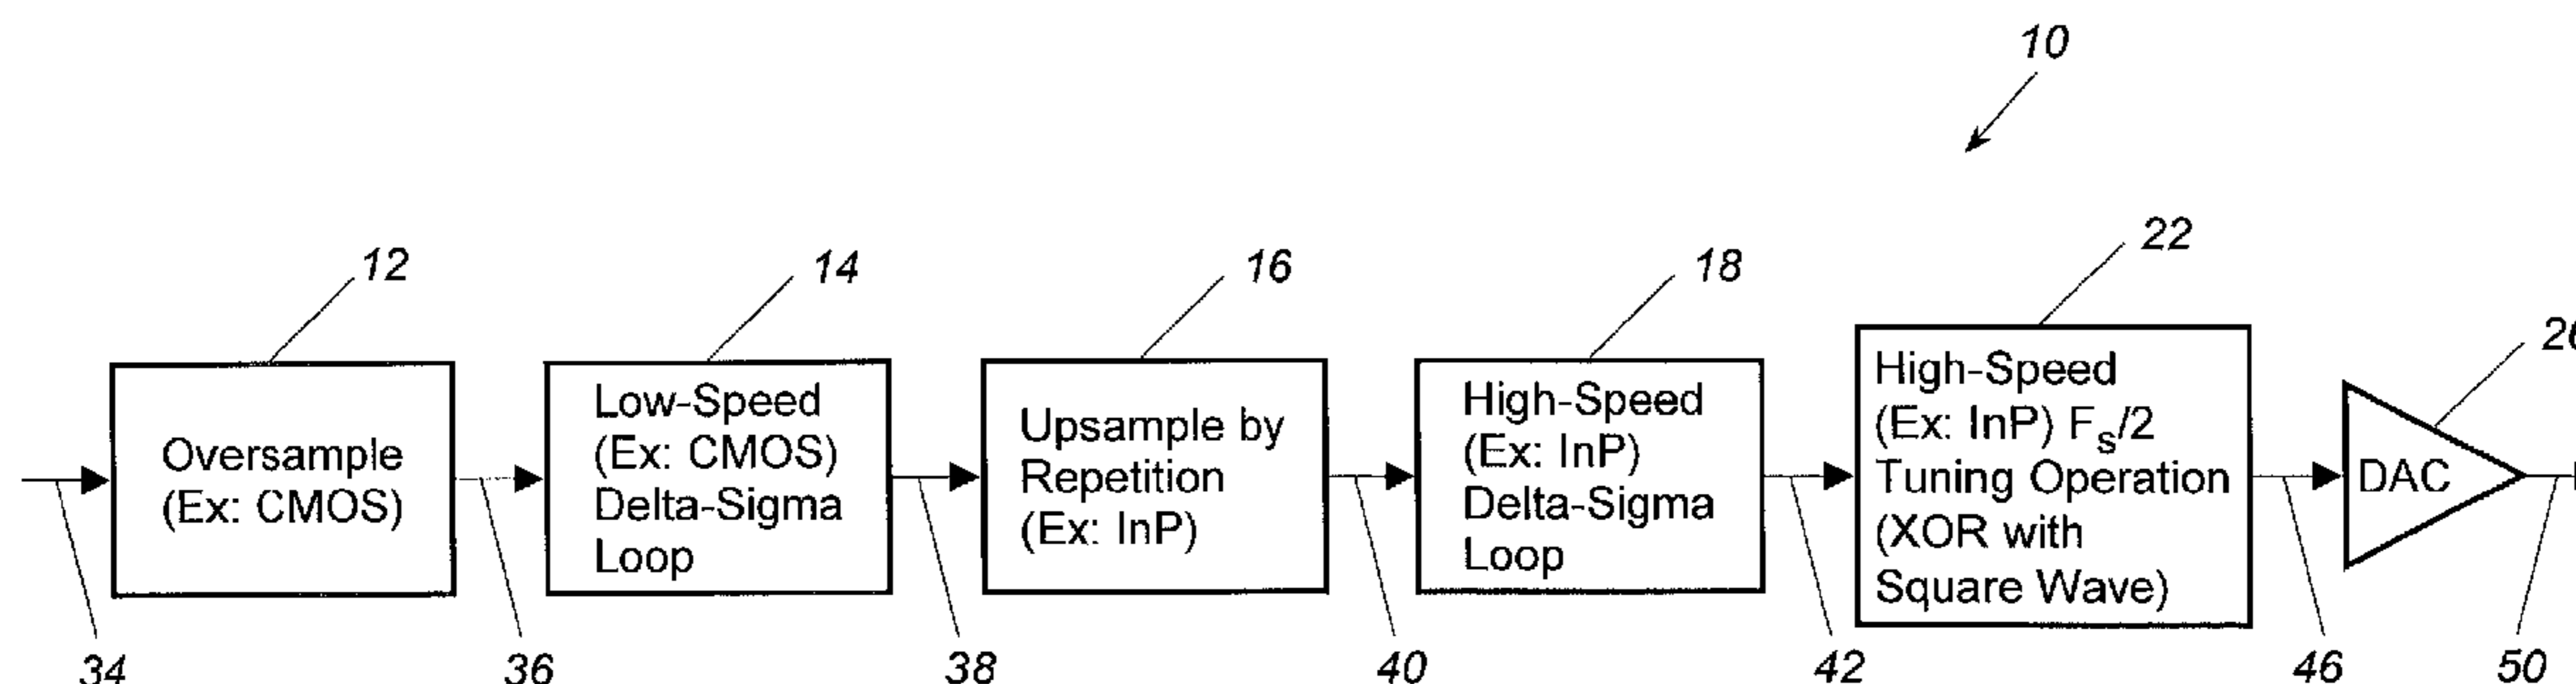 10
12
14
16
18
22
Oversample
(Ex: CMOS)
Low-Speed
(Ex: CMOS)
Delta-Sigma
Loop
Upsample by
Repetition
(Ex: InP)
High-Speed
(Ex: InP)
Delta-Sigma
Loop
High-Speed
(Ex: InP) Fs/2
Tuning Operation
(XOR with
Square Wave)
DAC
34
36
38
40
42
46
50